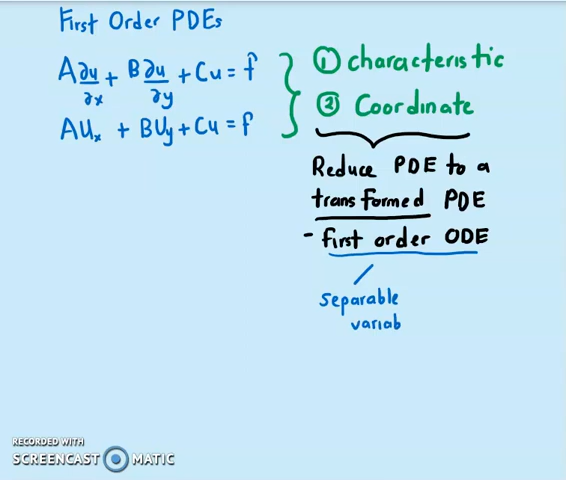 First Order PDEs
A ∂u/∂x + B ∂u/∂y + Cu = f
AUx + BUy + Cu = f
① characteristic
② Coordinate
Reduce PDE to a
transformed PDE
- first order ODE
separable
variab
RECORDED WITH
SCREENCAST MATIC